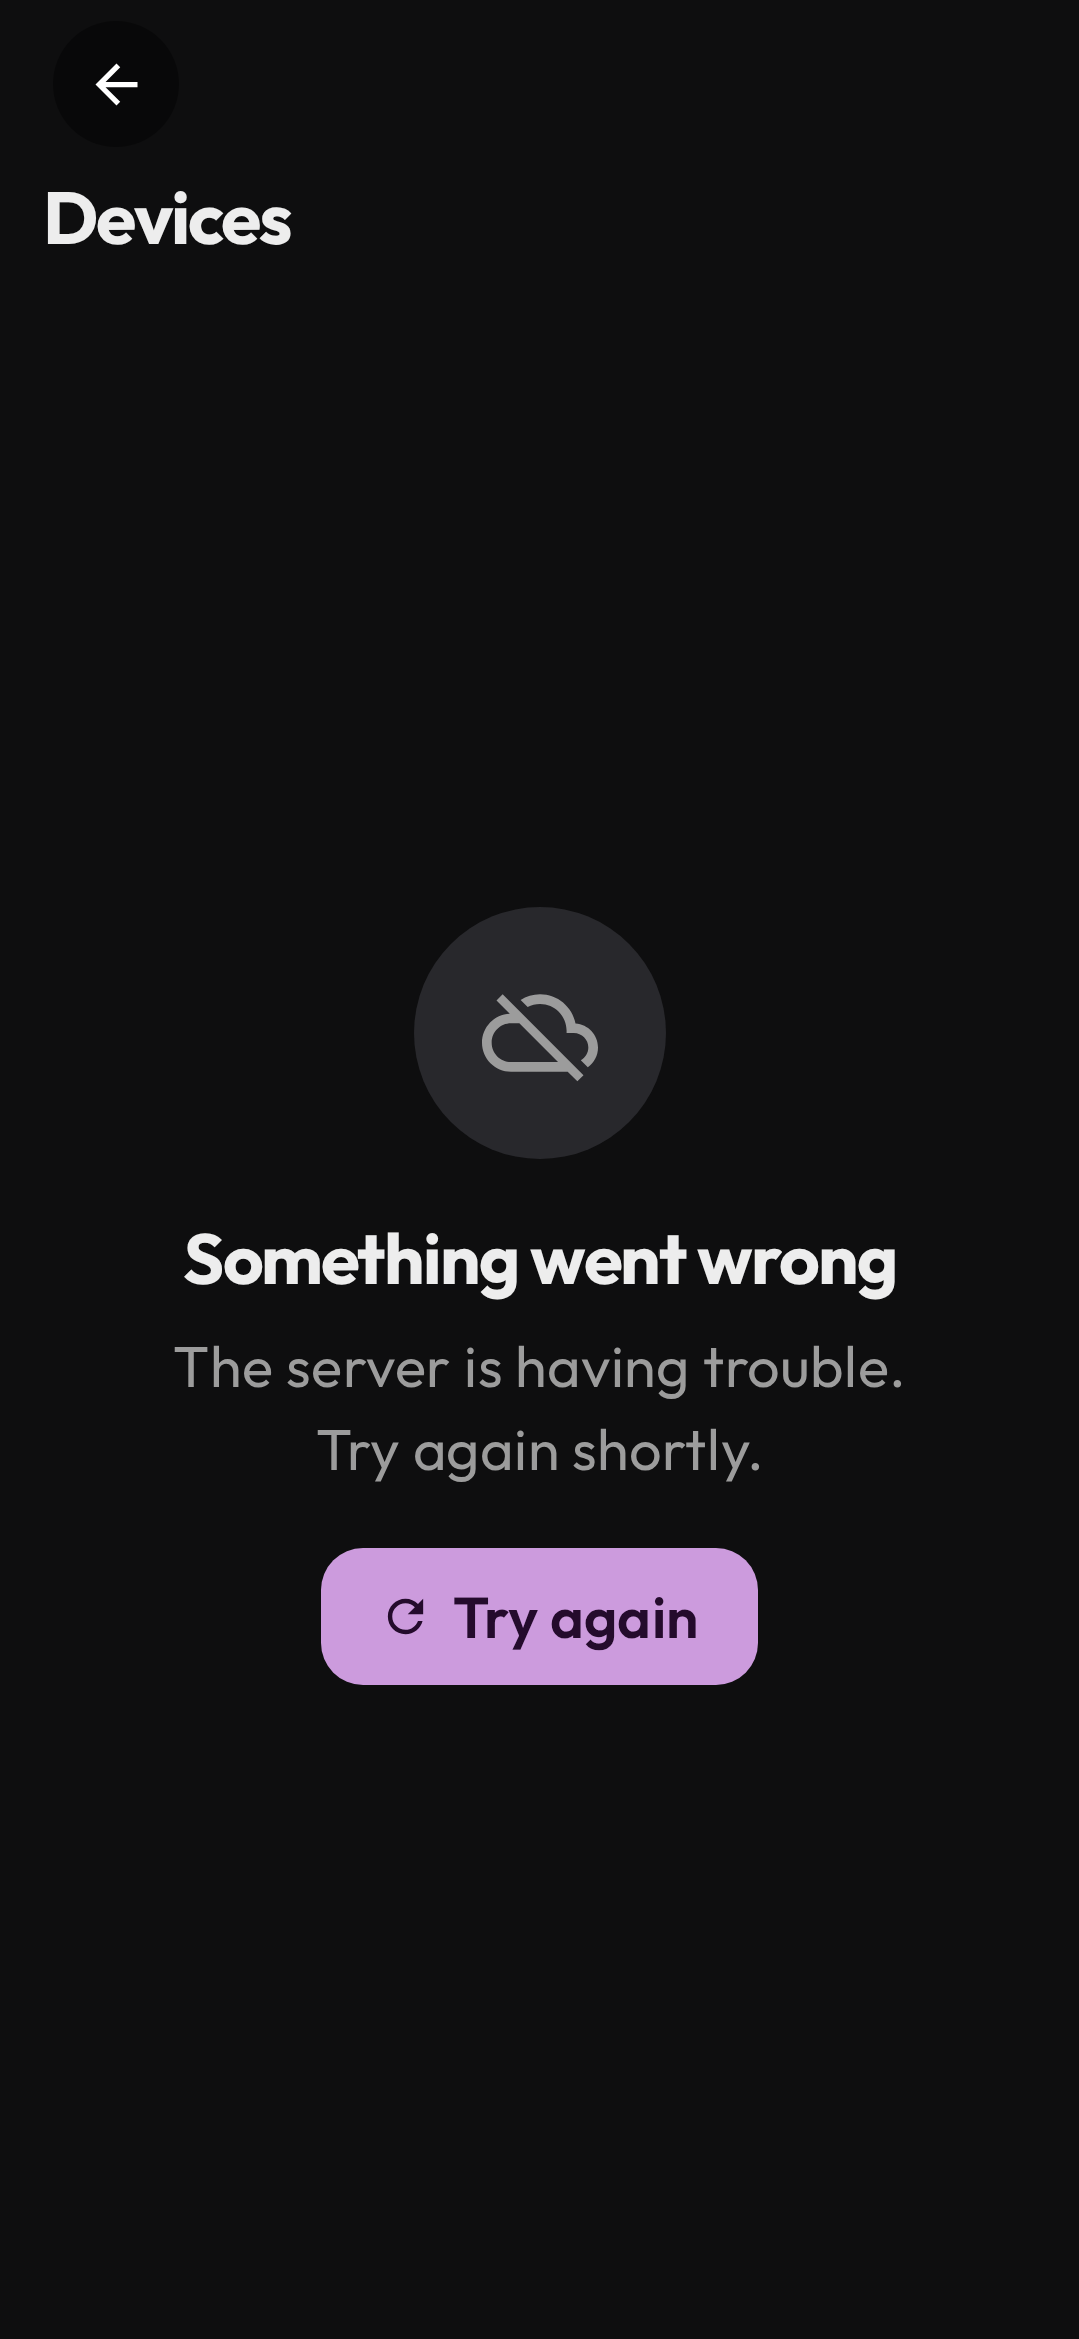 Devices
Something went wrong
The server is having trouble.
Try again shortly.
Try again